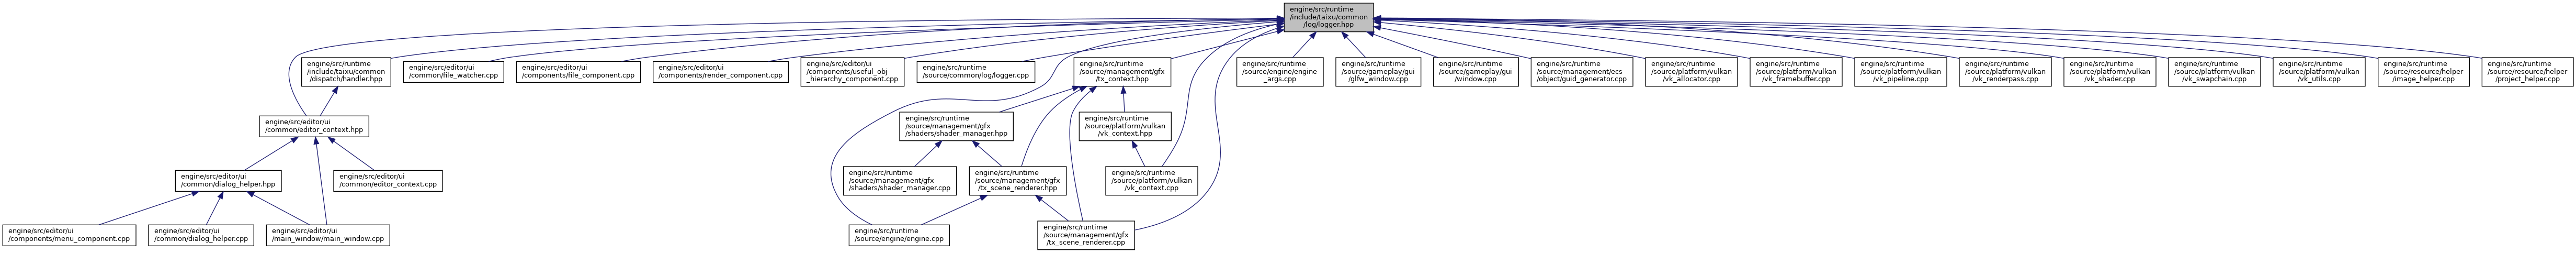 engine/src/runtime
/include/taixu/common
/log/logger.hpp
engine/src/runtime
/include/taixu/common
/dispatch/handler.hpp
engine/src/editor/ui
/common/file_watcher.cpp
engine/src/editor/ui
/components/file_component.cpp
engine/src/editor/ui
/components/render_component.cpp
engine/src/editor/ui
/components/useful_obj
_hierarchy_component.cpp
engine/src/runtime
/source/common/log/logger.cpp
engine/src/runtime
/source/management/gfx
/tx_context.hpp
engine/src/runtime
/source/engine/engine
_args.cpp
engine/src/runtime
/source/gameplay/gui
/glfw_window.cpp
engine/src/runtime
/source/gameplay/gui
/window.cpp
engine/src/runtime
/source/management/ecs
/object/guid_generator.cpp
engine/src/runtime
/source/platform/vulkan
/vk_allocator.cpp
engine/src/runtime
/source/platform/vulkan
/vk_framebuffer.cpp
engine/src/runtime
/source/platform/vulkan
/vk_pipeline.cpp
engine/src/runtime
/source/platform/vulkan
/vk_renderpass.cpp
engine/src/runtime
/source/platform/vulkan
/vk_shader.cpp
engine/src/runtime
/source/platform/vulkan
/vk_swapchain.cpp
engine/src/runtime
/source/platform/vulkan
/vk_utils.cpp
engine/src/runtime
/source/resource/helper
/image_helper.cpp
engine/src/runtime
/source/resource/helper
/project_helper.cpp
engine/src/editor/ui
/common/editor_context.hpp
engine/src/runtime
/source/management/gfx
/shaders/shader_manager.hpp
engine/src/runtime
/source/platform/vulkan
/vk_context.hpp
engine/src/editor/ui
/common/dialog_helper.hpp
engine/src/editor/ui
/common/editor_context.cpp
engine/src/runtime
/source/management/gfx
/shaders/shader_manager.cpp
engine/src/runtime
/source/management/gfx
/tx_scene_renderer.hpp
engine/src/runtime
/source/platform/vulkan
/vk_context.cpp
engine/src/editor/ui
/components/menu_component.cpp
engine/src/editor/ui
/common/dialog_helper.cpp
engine/src/editor/ui
/main_window/main_window.cpp
engine/src/runtime
/source/engine/engine.cpp
engine/src/runtime
/source/management/gfx
/tx_scene_renderer.cpp